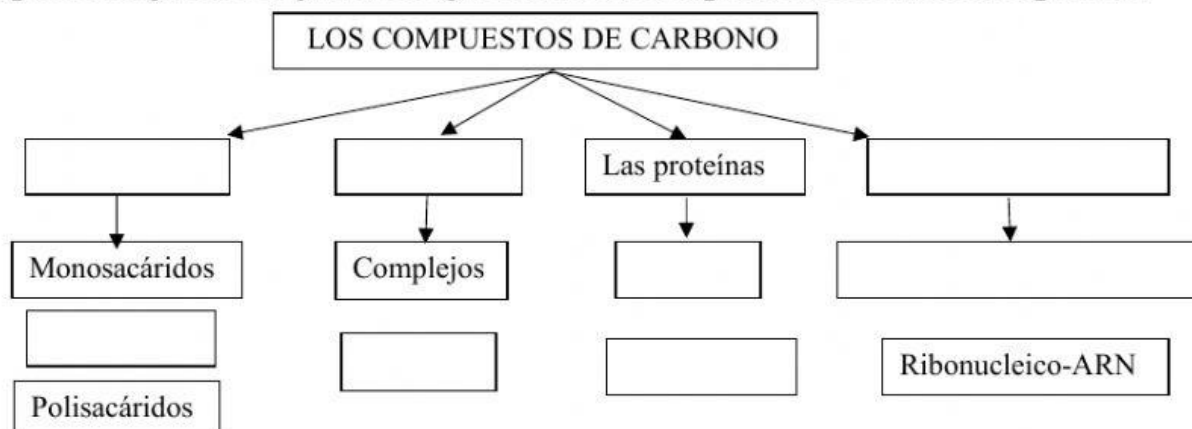 LOS COMPUESTOS DE CARBONO
Las proteínas
Monosacáridos
Complejos
Ribonucleico-ARN
Polisacáridos